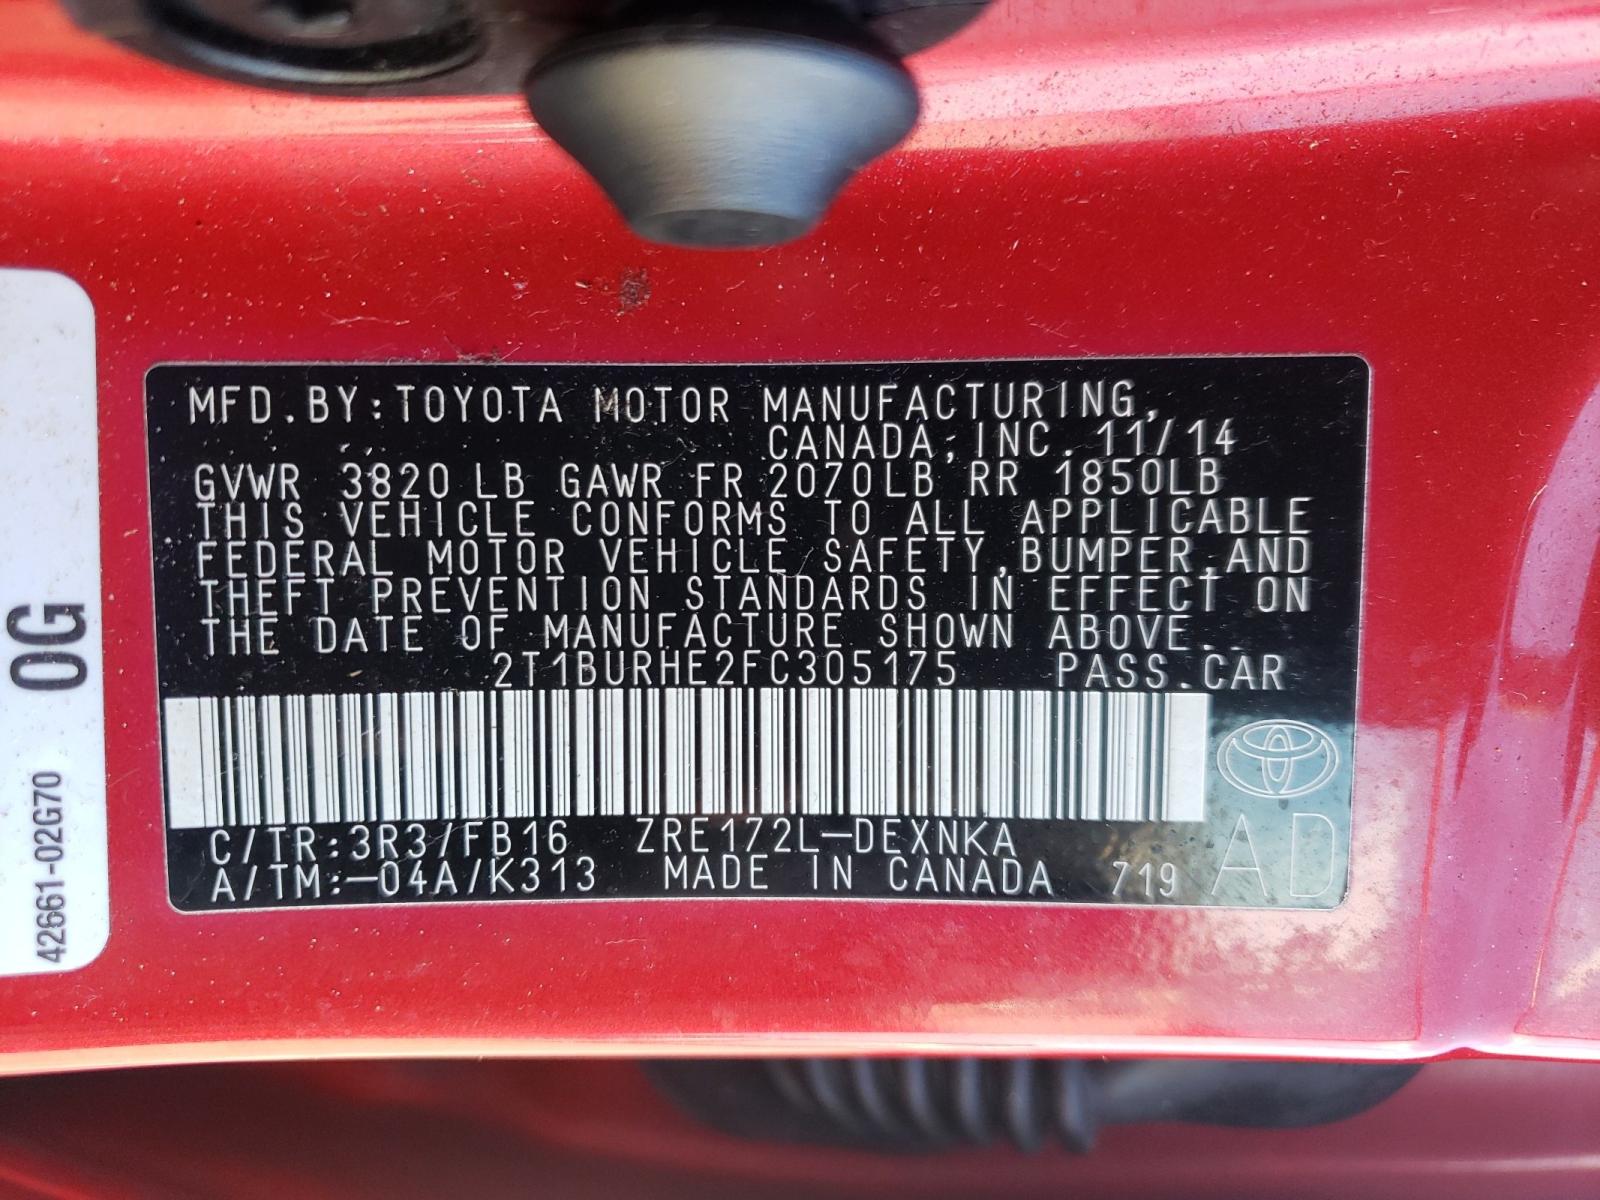 MFD.BY:TOYOTA MOTOR MANUFACTURING,
CANADA,INC. 11/14
GVWR 3820LB GAWR FR 2070LB RR 1850LB
THIS VEHICLE CONFORMS TO ALL APPLICABLE
FEDERAL MOTOR VEHICLE SAFETY,BUMPER,AND
THEFT PREVENTION STANDARDS IN EFFECT ON
THE DATE OF MANUFACTURE SHOWN ABOVE.
2T1BURHE2FC305175 PASS.CAR
C/TR:3R3/FB16 ZRE172L-DEXNKA
A/TM:-04A/K313 MADE IN CANADA 719
AD
0G
42661-02G70